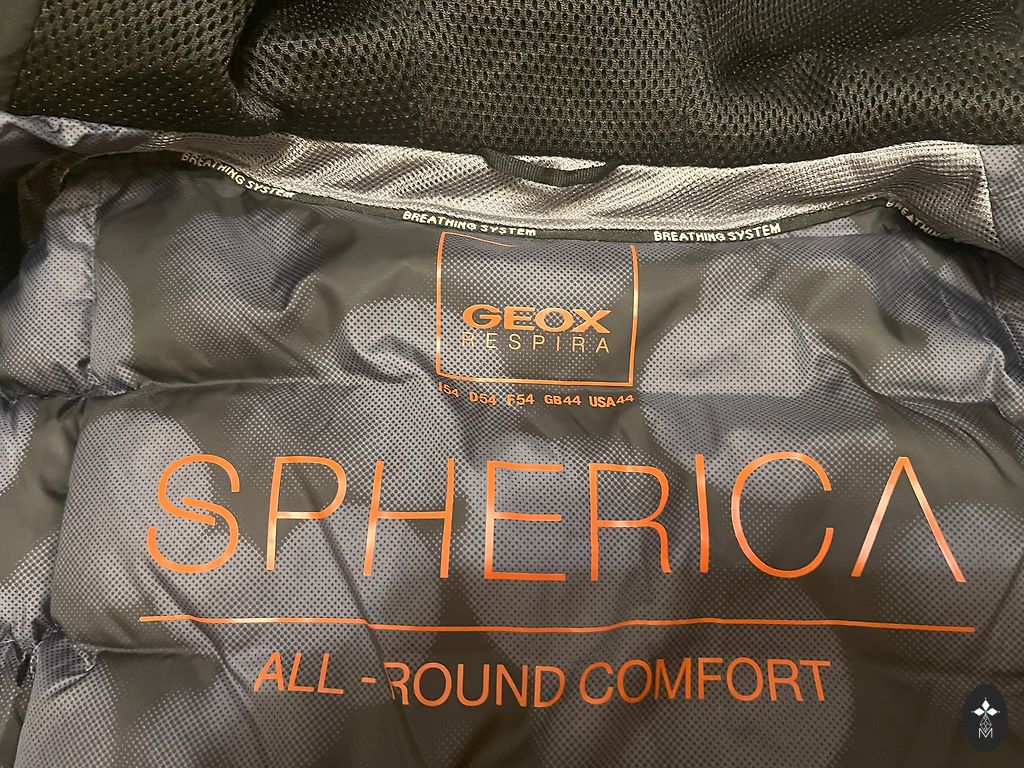 BREATHING SYSTEM
BREATHING SYSTEM
BREATHING SYSTEM
GEOX
RESPIRA
I54 D54 F54 GB44 USA44
SPHERICA
ALL-ROUND COMFORT
M